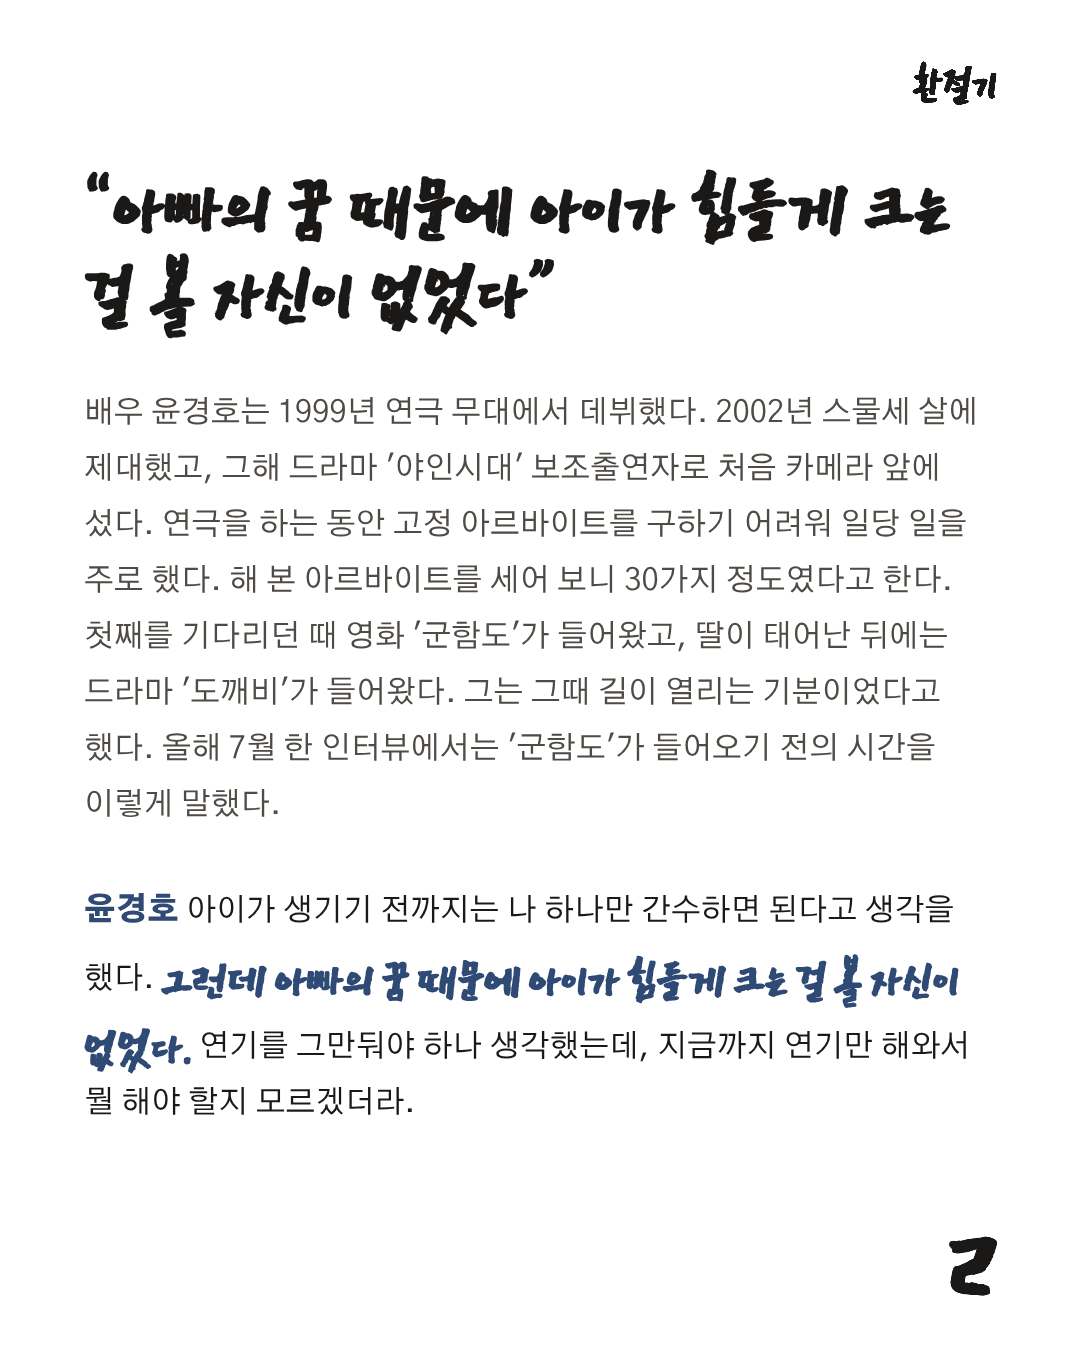 환절기
“아빠의 꿈 때문에 아이가 힘들게 크는
걸 볼 자신이 없었다”
배우 윤경호는 1999년 연극 무대에서 데뷔했다. 2002년 스물세 살에
제대했고, 그해 드라마 ’야인시대’ 보조출연자로 처음 카메라 앞에
섰다. 연극을 하는 동안 고정 아르바이트를 구하기 어려워 일당 일을
주로 했다. 해 본 아르바이트를 세어 보니 30가지 정도였다고 한다.
첫째를 기다리던 때 영화 ’군함도’가 들어왔고, 딸이 태어난 뒤에는
드라마 ’도깨비’가 들어왔다. 그는 그때 길이 열리는 기분이었다고
했다. 올해 7월 한 인터뷰에서는 ’군함도’가 들어오기 전의 시간을
이렇게 말했다.
윤경호 아이가 생기기 전까지는 나 하나만 간수하면 된다고 생각을
했다. 그런데 아빠의 꿈 때문에 아이가 힘들게 크는 걸 볼 자신이
없었다. 연기를 그만둬야 하나 생각했는데, 지금까지 연기만 해와서
뭘 해야 할지 모르겠더라.
2